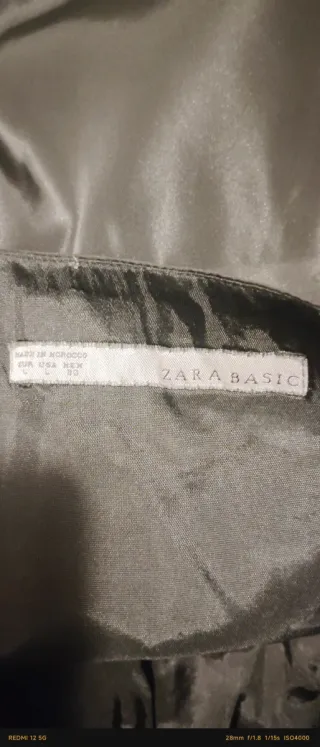 MADE IN MOROCCO
EUR USA MEX
L L 30
ZARA BASIC
REDMI 12 5G
28mm f/1.8 1/15s ISO4000